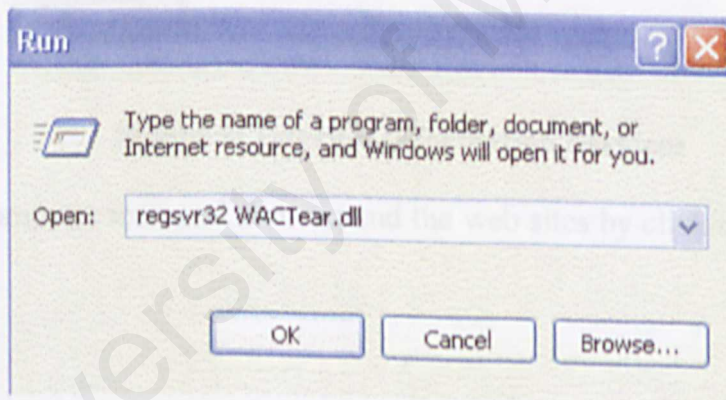 Run
Type the name of a program, folder, document, or
Internet resource, and Windows will open it for you.
Open: regsvr32 WACTear.dll
OK Cancel Browse...